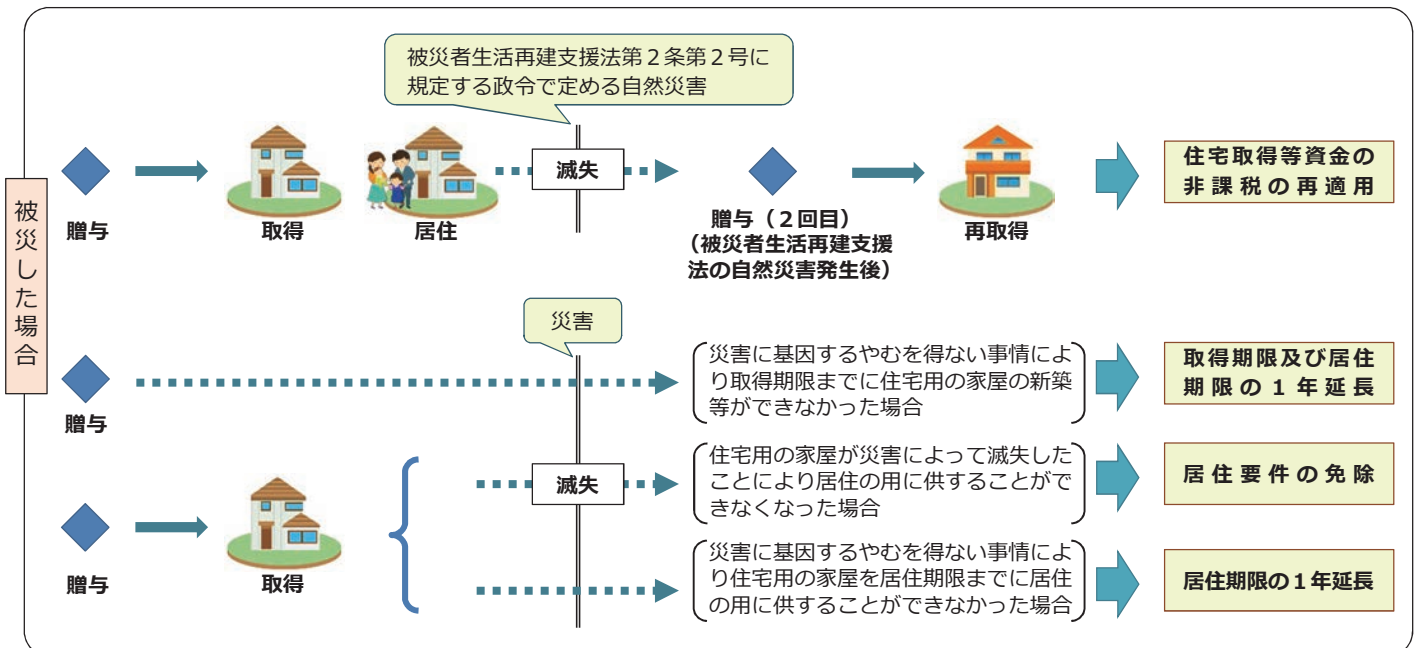 被災した場合
被災者生活再建支援法第２条第２号に
規定する政令で定める自然災害
贈与
取得
居住
滅失
贈与（２回目）
（被災者生活再建支援
法の自然災害発生後）
再取得
住宅取得等資金の
非課税の再適用
災害
贈与
災害に基因するやむを得ない事情によ
り取得期限までに住宅用の家屋の新築
等ができなかった場合
取得期限及び居住
期限の１年延長
贈与
取得
滅失
住宅用の家屋が災害によって滅失した
ことにより居住の用に供することがで
きなくなった場合
居住要件の免除
災害に基因するやむを得ない事情によ
り住宅用の家屋を居住期限までに居住
の用に供することができなかった場合
居住期限の１年延長